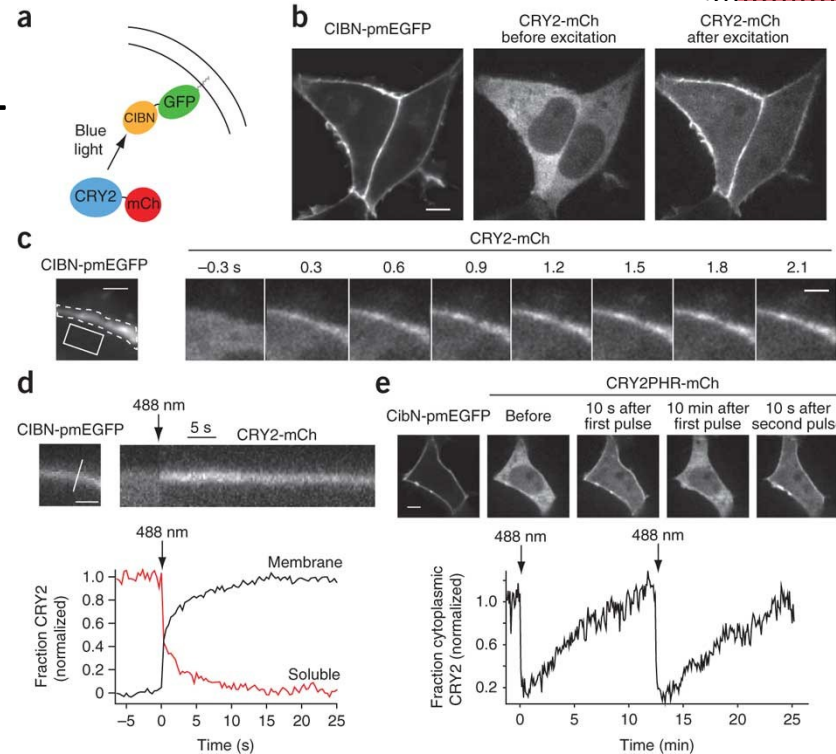 a
CIBN
GFP
Blue
light
CRY2
mCh
b
CIBN-pmEGFP
CRY2-mCh
before excitation
CRY2-mCh
after excitation
c
CIBN-pmEGFP
CRY2-mCh
–0.3 s
0.3
0.6
0.9
1.2
1.5
1.8
2.1
d
CIBN-pmEGFP
488 nm
5 s
CRY2-mCh
488 nm
Membrane
Soluble
Fraction CRY2
(normalized)
1.0
0.8
0.6
0.4
0.2
0
–5
0
5
10
15
20
25
Time (s)
e
CRY2PHR-mCh
CibN-pmEGFP
Before
10 s after
first pulse
10 min after
first pulse
10 s after
second pulse
488 nm
488 nm
Fraction cytoplasmic
CRY2 (normalized)
1.0
0.6
0.2
0
5
10
15
20
25
Time (min)